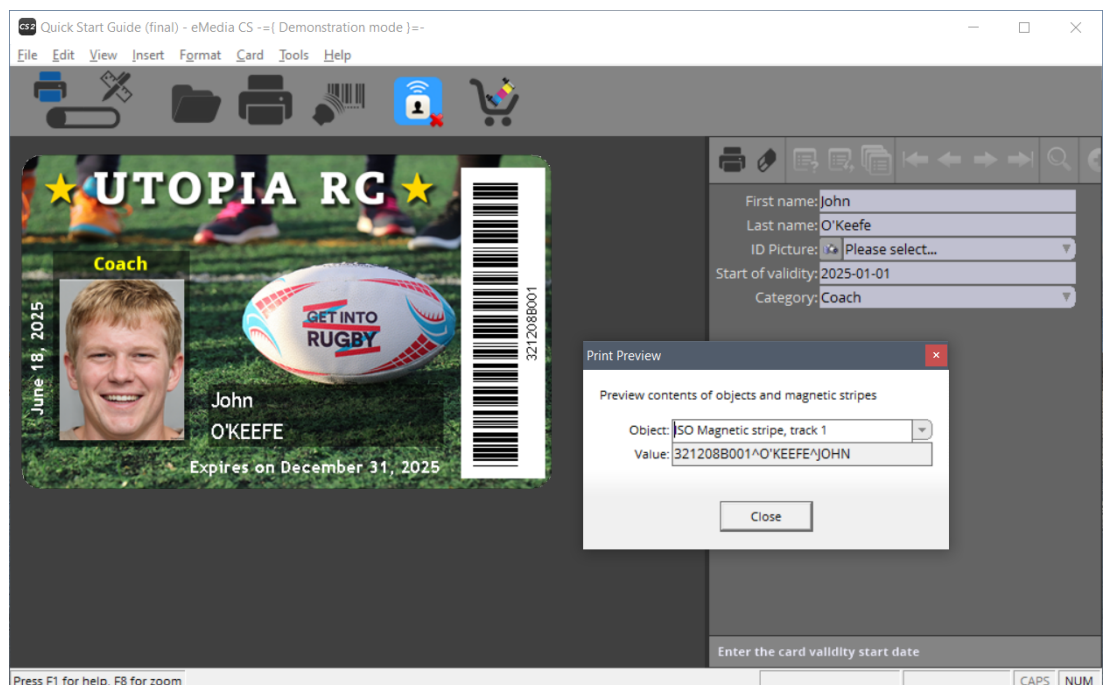 CS2 Quick Start Guide (final) - eMedia CS -={ Demonstration mode }=-
File Edit View Insert Format Card Tools Help
UTOPIA RC
Coach
June 18, 2025
GET INTO
RUGBY
John
O'KEEFE
Expires on December 31, 2025
321208B001
First name: John
Last name: O'Keefe
ID Picture: Please select...
Start of validity: 2025-01-01
Category: Coach
Print Preview
Preview contents of objects and magnetic stripes
Object: ISO Magnetic stripe, track 1
Value: 321208B001^O'KEEFE^JOHN
Close
Enter the card validity start date
Press F1 for help, F8 for zoom CAPS NUM